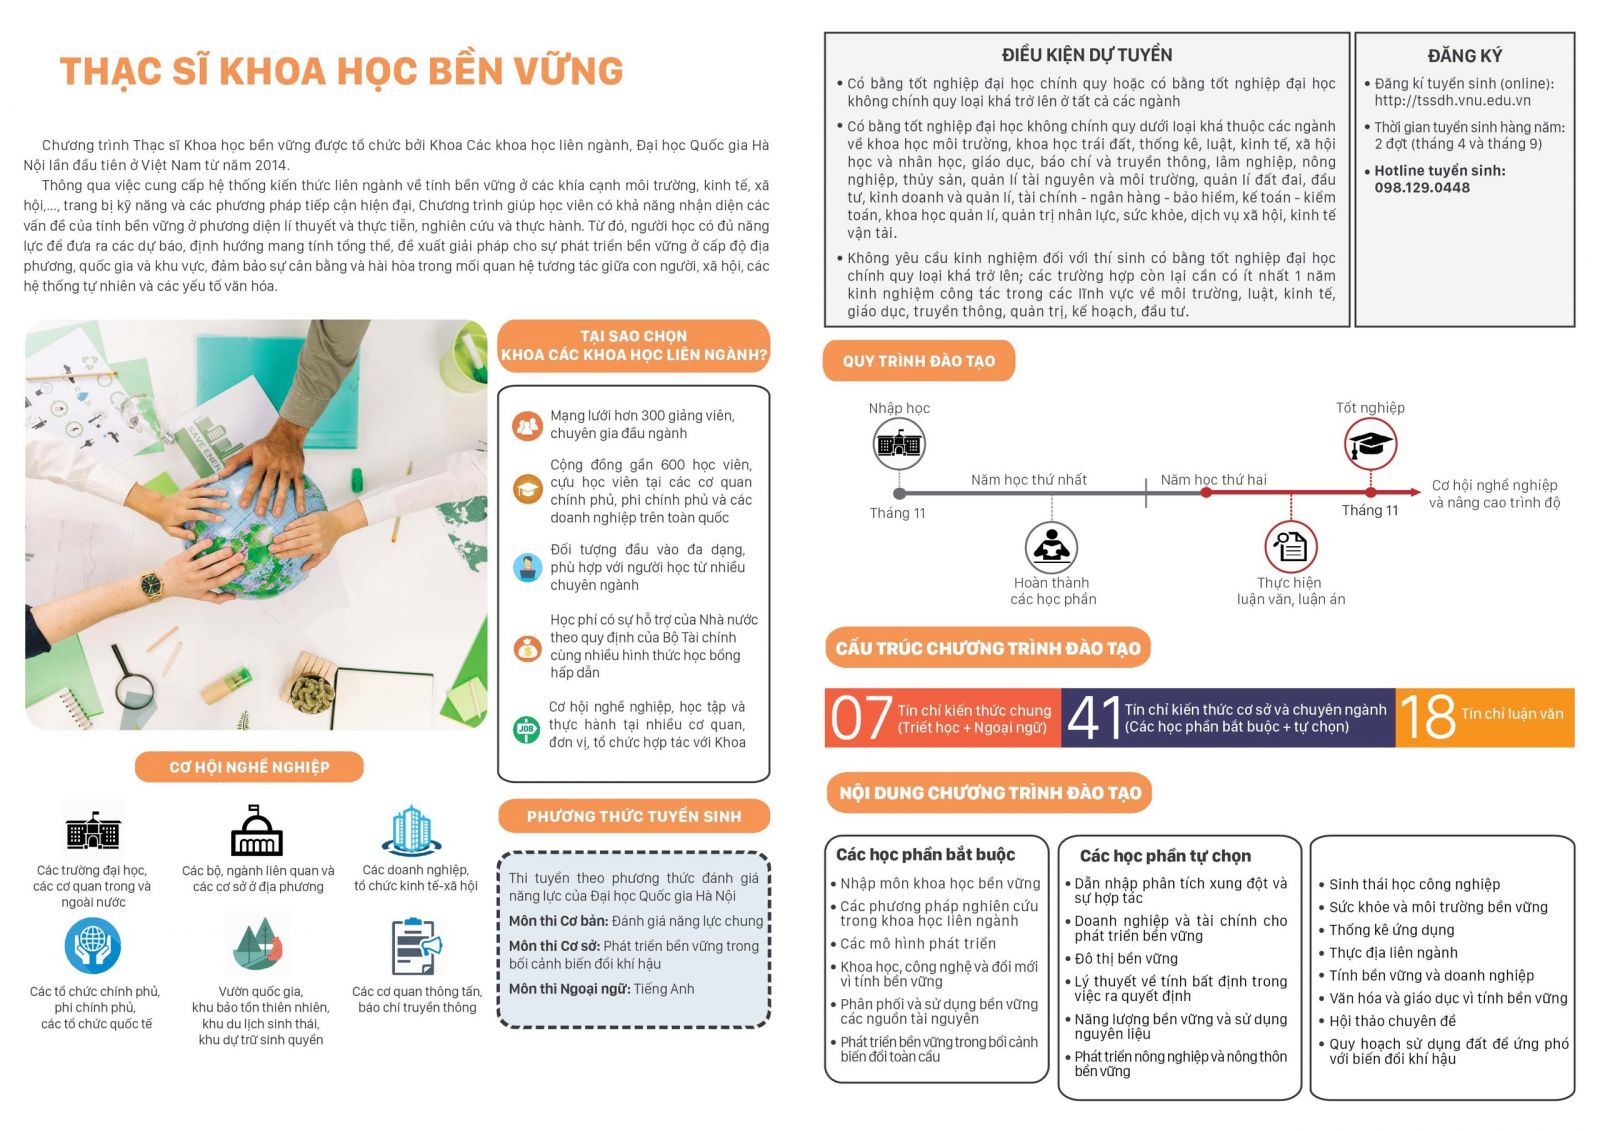 THẠC SĨ KHOA HỌC BỀN VỮNG
Chương trình Thạc sĩ Khoa học bền vững được tổ chức bởi Khoa Các khoa học liên ngành, Đại học Quốc gia Hà
Nội lần đầu tiên ở Việt Nam từ năm 2014.
Thông qua việc cung cấp hệ thống kiến thức liên ngành về tính bền vững ở các khía cạnh môi trường, kinh tế, xã
hội,..., trang bị kỹ năng và các phương pháp tiếp cận hiện đại, Chương trình giúp học viên có khả năng nhận diện các
vấn đề của tính bền vững ở phương diện lí thuyết và thực tiễn, nghiên cứu và thực hành. Từ đó, người học có đủ năng
lực để đưa ra các dự báo, định hướng mang tính tổng thể, đề xuất giải pháp cho sự phát triển bền vững ở cấp độ địa
phương, quốc gia và khu vực, đảm bảo sự cân bằng và hài hòa trong mối quan hệ tương tác giữa con người, xã hội, các
hệ thống tự nhiên và các yếu tố văn hóa.
SAVE ENER
TẠI SAO CHỌN
KHOA CÁC KHOA HỌC LIÊN NGÀNH?
Mạng lưới hơn 300 giảng viên,
chuyên gia đầu ngành
Cộng đồng gần 600 học viên,
cựu học viên tại các cơ quan
chính phủ, phi chính phủ và các
doanh nghiệp trên toàn quốc
Đối tượng đầu vào đa dạng,
phù hợp với người học từ nhiều
chuyên ngành
Học phí có sự hỗ trợ của Nhà nước
theo quy định của Bộ Tài chính
cùng nhiều hình thức học bổng
hấp dẫn
JOB
Cơ hội nghề nghiệp, học tập và
thực hành tại nhiều cơ quan,
đơn vị, tổ chức hợp tác với Khoa
CƠ HỘI NGHỀ NGHIỆP
Các trường đại học,
các cơ quan trong và
ngoài nước
Các bộ, ngành liên quan và
các cơ sở ở địa phương
Các doanh nghiệp,
tổ chức kinh tế-xã hội
Các tổ chức chính phủ,
phi chính phủ,
các tổ chức quốc tế
Vườn quốc gia,
khu bảo tồn thiên nhiên,
khu du lịch sinh thái,
khu dự trữ sinh quyển
Các cơ quan thông tấn,
báo chí truyền thông
PHƯƠNG THỨC TUYỂN SINH
Thi tuyển theo phương thức đánh giá
năng lực của Đại học Quốc gia Hà Nội
Môn thi Cơ bản: Đánh giá năng lực chung
Môn thi Cơ sở: Phát triển bền vững trong
bối cảnh biến đổi khí hậu
Môn thi Ngoại ngữ: Tiếng Anh
ĐIỀU KIỆN DỰ TUYỂN
• Có bằng tốt nghiệp đại học chính quy hoặc có bằng tốt nghiệp đại học
không chính quy loại khá trở lên ở tất cả các ngành
• Có bằng tốt nghiệp đại học không chính quy dưới loại khá thuộc các ngành
về khoa học môi trường, khoa học trái đất, thống kê, luật, kinh tế, xã hội
học và nhân học, giáo dục, báo chí và truyền thông, lâm nghiệp, nông
nghiệp, thủy sản, quản lí tài nguyên và môi trường, quản lí đất đai, đầu
tư, kinh doanh và quản lí, tài chính - ngân hàng - bảo hiểm, kế toán - kiểm
toán, khoa học quản lí, quản trị nhân lực, sức khỏe, dịch vụ xã hội, kinh tế
vận tải.
• Không yêu cầu kinh nghiệm đối với thí sinh có bằng tốt nghiệp đại học
chính quy loại khá trở lên; các trường hợp còn lại cần có ít nhất 1 năm
kinh nghiệm công tác trong các lĩnh vực về môi trường, luật, kinh tế,
giáo dục, truyền thông, quản trị, kế hoạch, đầu tư.
ĐĂNG KÝ
• Đăng kí tuyển sinh (online):
http://tssdh.vnu.edu.vn
• Thời gian tuyển sinh hàng năm:
2 đợt (tháng 4 và tháng 9)
• Hotline tuyển sinh:
098.129.0448
QUY TRÌNH ĐÀO TẠO
Nhập học
Tốt nghiệp
Năm học thứ nhất
Năm học thứ hai
Cơ hội nghề nghiệp
và nâng cao trình độ
Tháng 11
Tháng 11
Hoàn thành
các học phần
Thực hiện
luận văn, luận án
CẤU TRÚC CHƯƠNG TRÌNH ĐÀO TẠO
07 Tín chỉ kiến thức chung
(Triết học + Ngoại ngữ)
41 Tín chỉ kiến thức cơ sở và chuyên ngành
(Các học phần bắt buộc + tự chọn)
18 Tín chỉ luận văn
NỘI DUNG CHƯƠNG TRÌNH ĐÀO TẠO
Các học phần bắt buộc
• Nhập môn khoa học bền vững
• Các phương pháp nghiên cứu
trong khoa học liên ngành
• Các mô hình phát triển
• Khoa học, công nghệ và đổi mới
vì tính bền vững
• Phân phối và sử dụng bền vững
các nguồn tài nguyên
• Phát triển bền vững trong bối cảnh
biến đổi toàn cầu
Các học phần tự chọn
• Dẫn nhập phân tích xung đột và
sự hợp tác
• Doanh nghiệp và tài chính cho
phát triển bền vững
• Đô thị bền vững
• Lý thuyết về tính bất định trong
việc ra quyết định
• Năng lượng bền vững và sử dụng
nguyên liệu
• Phát triển nông nghiệp và nông thôn
bền vững
• Sinh thái học công nghiệp
• Sức khỏe và môi trường bền vững
• Thống kê ứng dụng
• Thực địa liên ngành
• Tính bền vững và doanh nghiệp
• Văn hóa và giáo dục vì tính bền vững
• Hội thảo chuyên đề
• Quy hoạch sử dụng đất để ứng phó
với biến đổi khí hậu